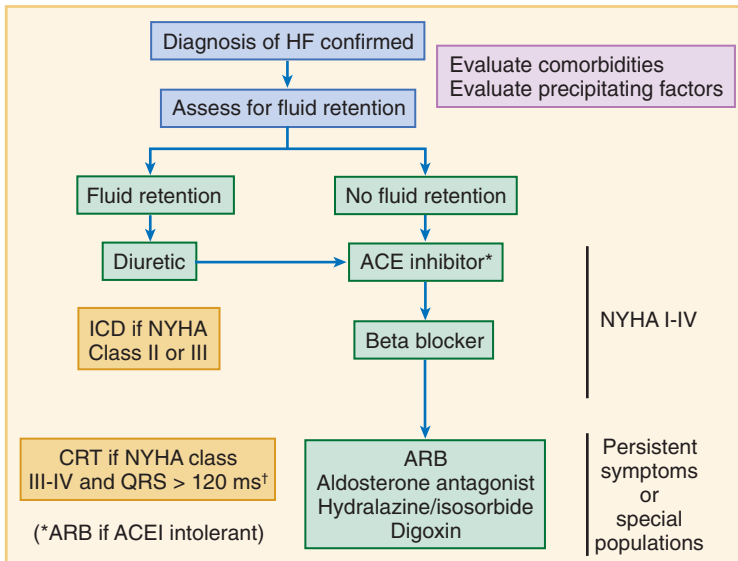 Diagnosis of HF confirmed
Evaluate comorbidities
Evaluate precipitating factors
Assess for fluid retention
Fluid retention
No fluid retention
Diuretic
ACE inhibitor*
NYHA I-IV
ICD if NYHA
Class II or III
Beta blocker
CRT if NYHA class
III-IV and QRS > 120 ms†
(*ARB if ACEI intolerant)
ARB
Aldosterone antagonist
Hydralazine/isosorbide
Digoxin
Persistent
symptoms
or
special
populations